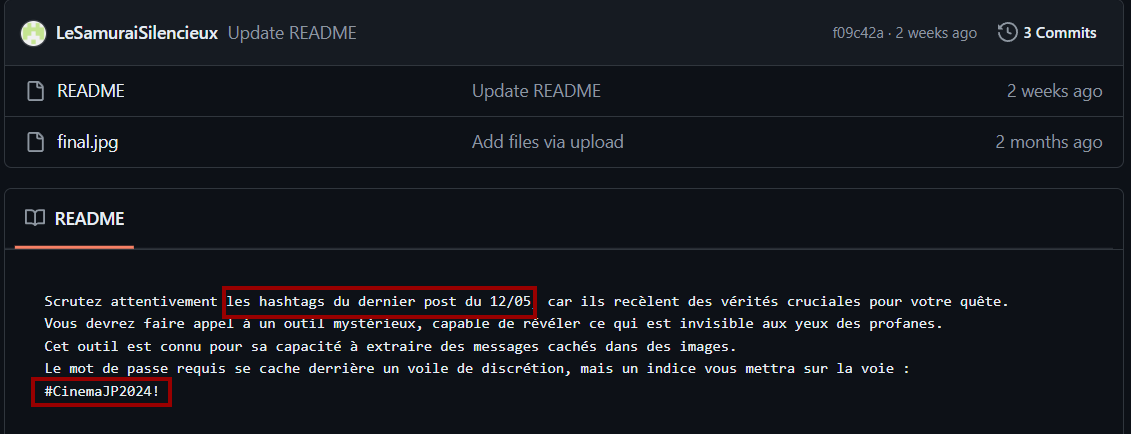 LeSamuraiSilencieux Update README f09c42a · 2 weeks ago 3 Commits
README Update README 2 weeks ago
final.jpg Add files via upload 2 months ago
README
Scrutez attentivement les hashtags du dernier post du 12/05, car ils recèlent des vérités cruciales pour votre quête.
Vous devrez faire appel à un outil mystérieux, capable de révéler ce qui est invisible aux yeux des profanes.
Cet outil est connu pour sa capacité à extraire des messages cachés dans des images.
Le mot de passe requis se cache derrière un voile de discrétion, mais un indice vous mettra sur la voie :
#CinemaJP2024!